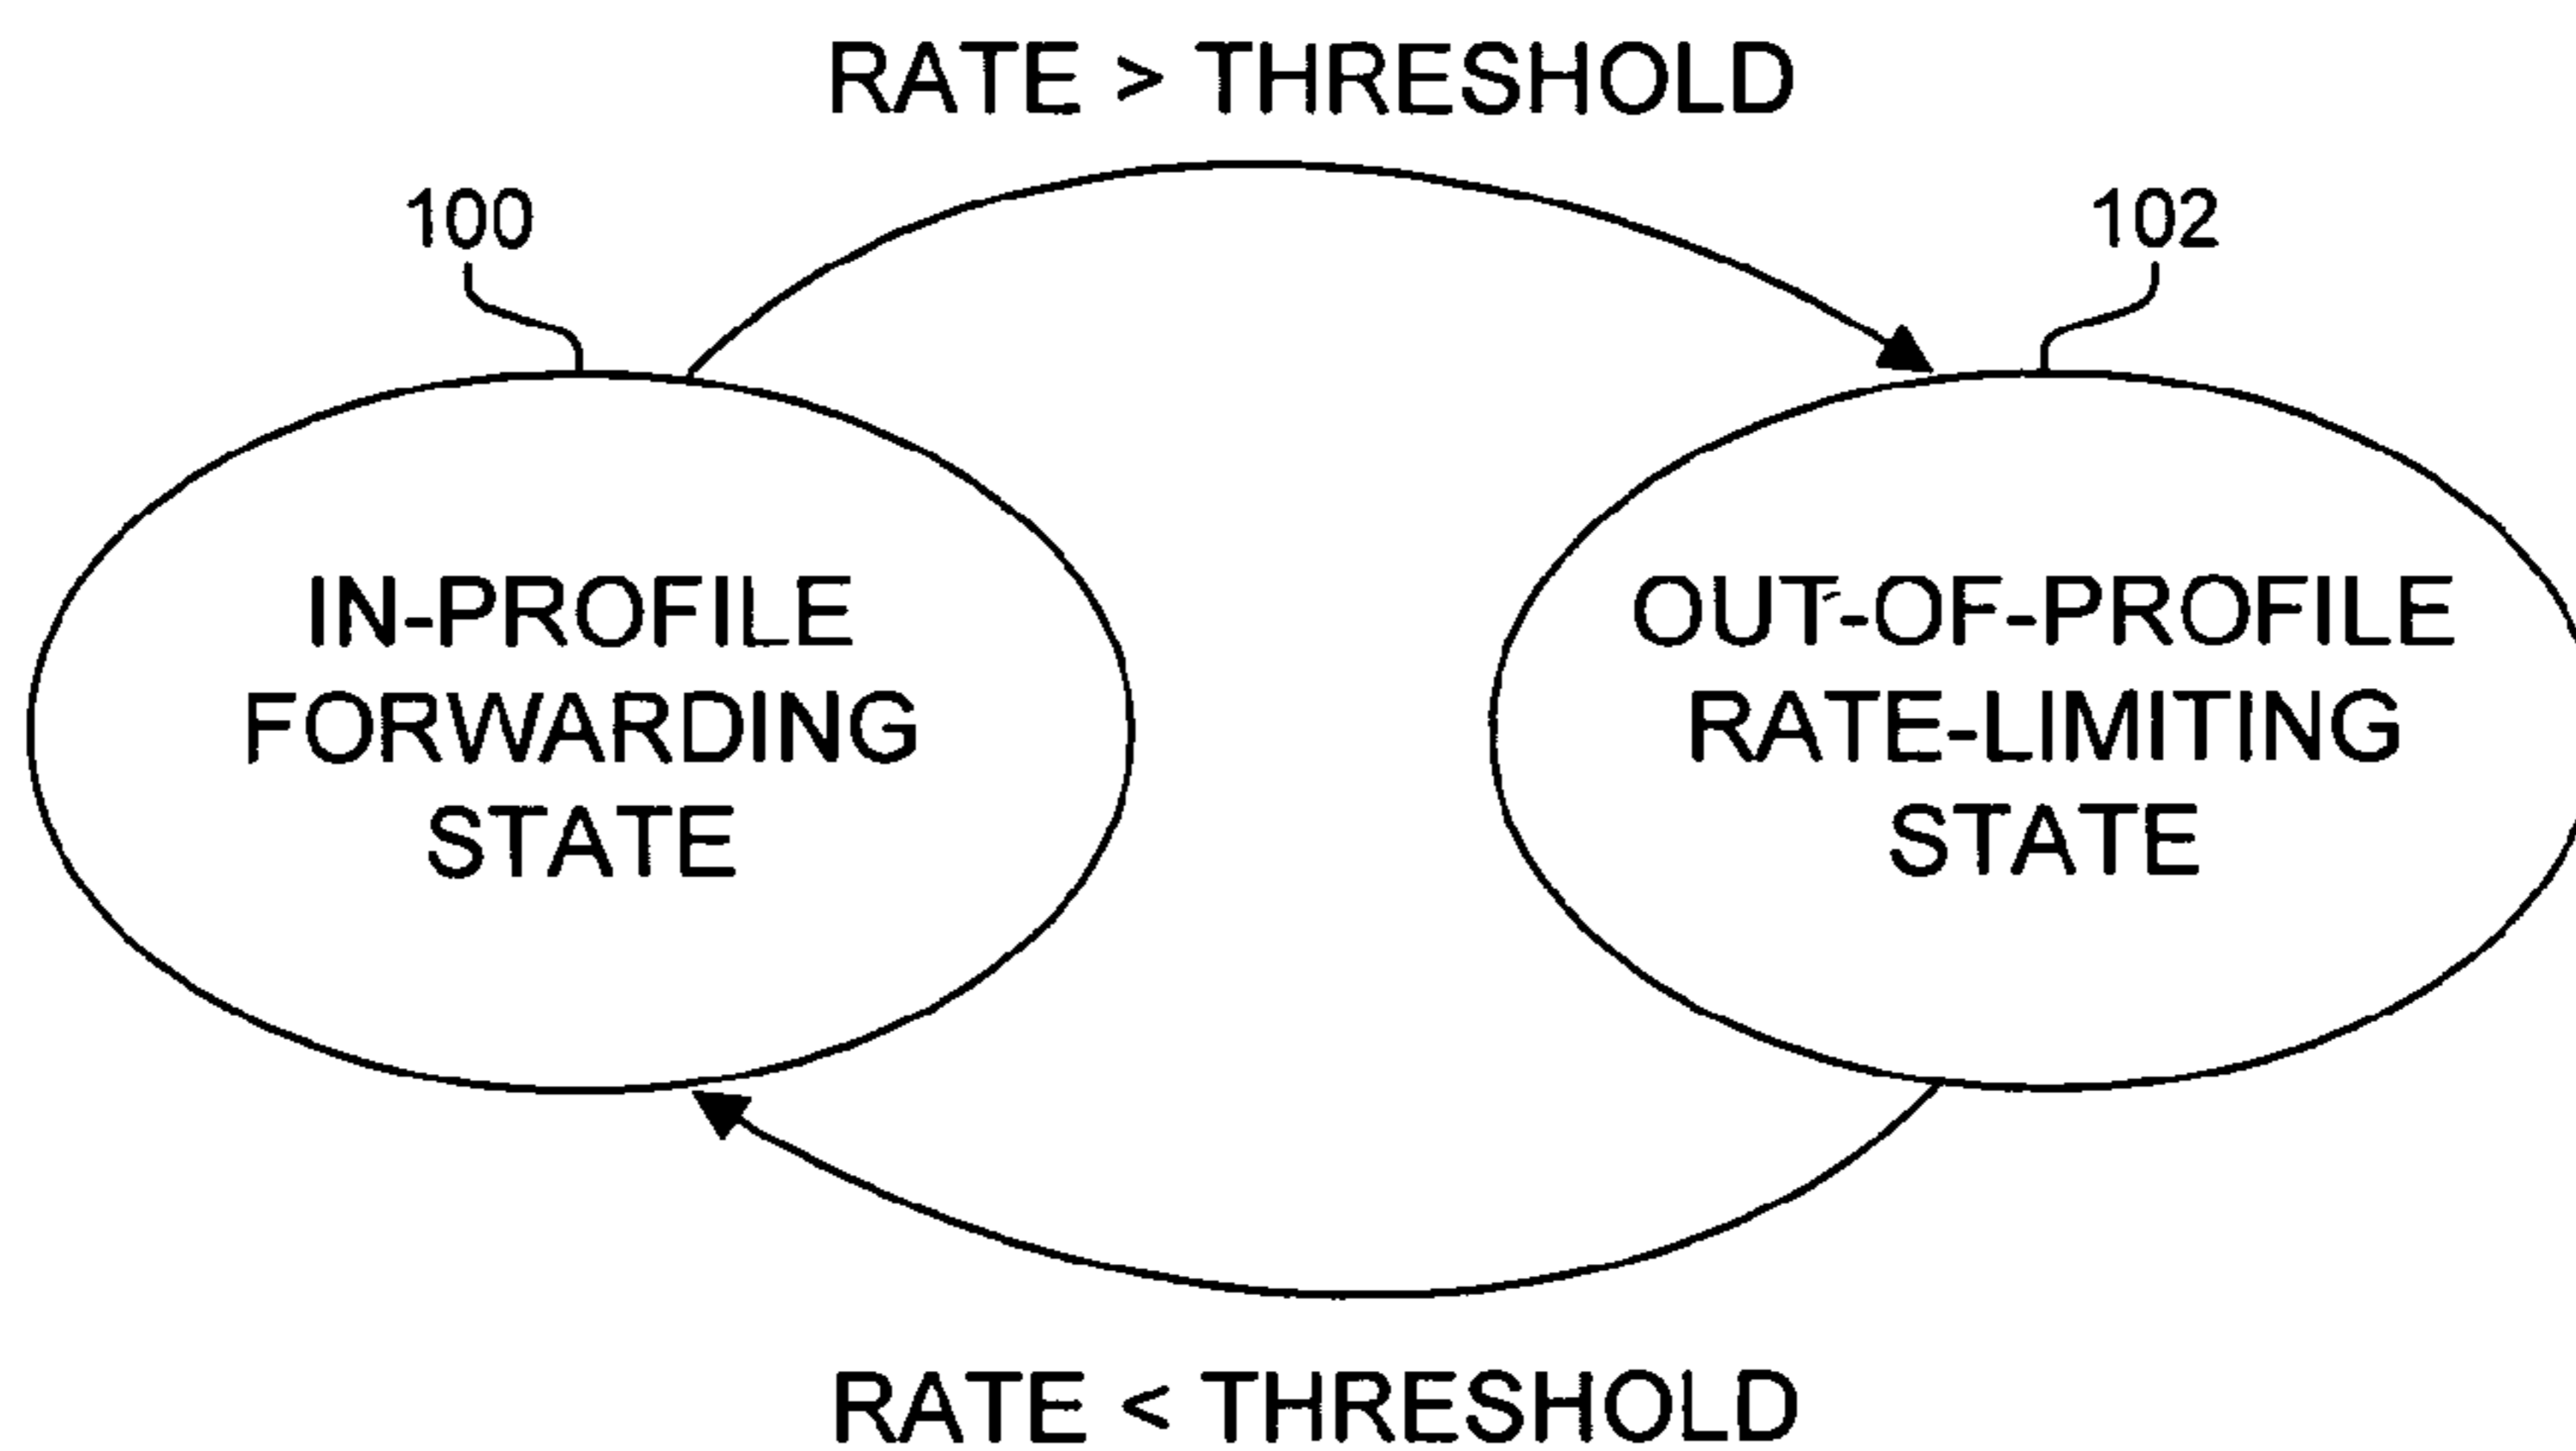 RATE > THRESHOLD
100
102
IN-PROFILE
FORWARDING
STATE
OUT-OF-PROFILE
RATE-LIMITING
STATE
RATE < THRESHOLD